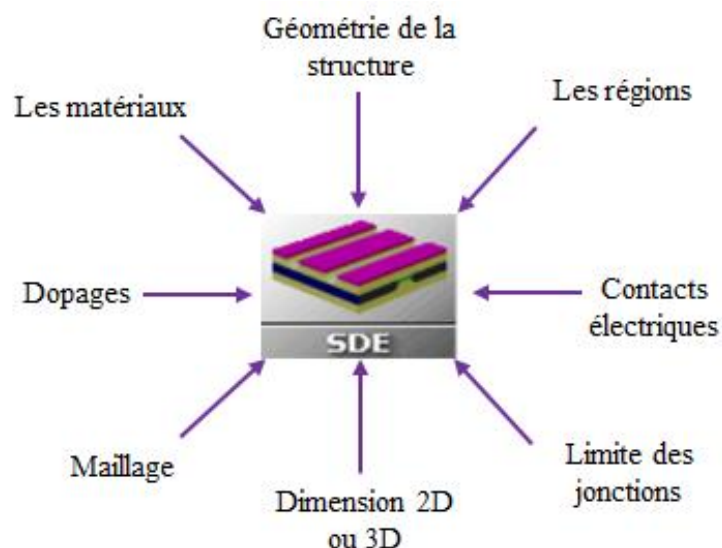 Géométrie de la
structure
Les matériaux
Les régions
Dopages
Contacts
électriques
SDE
Maillage
Limite des
jonctions
Dimension 2D
ou 3D